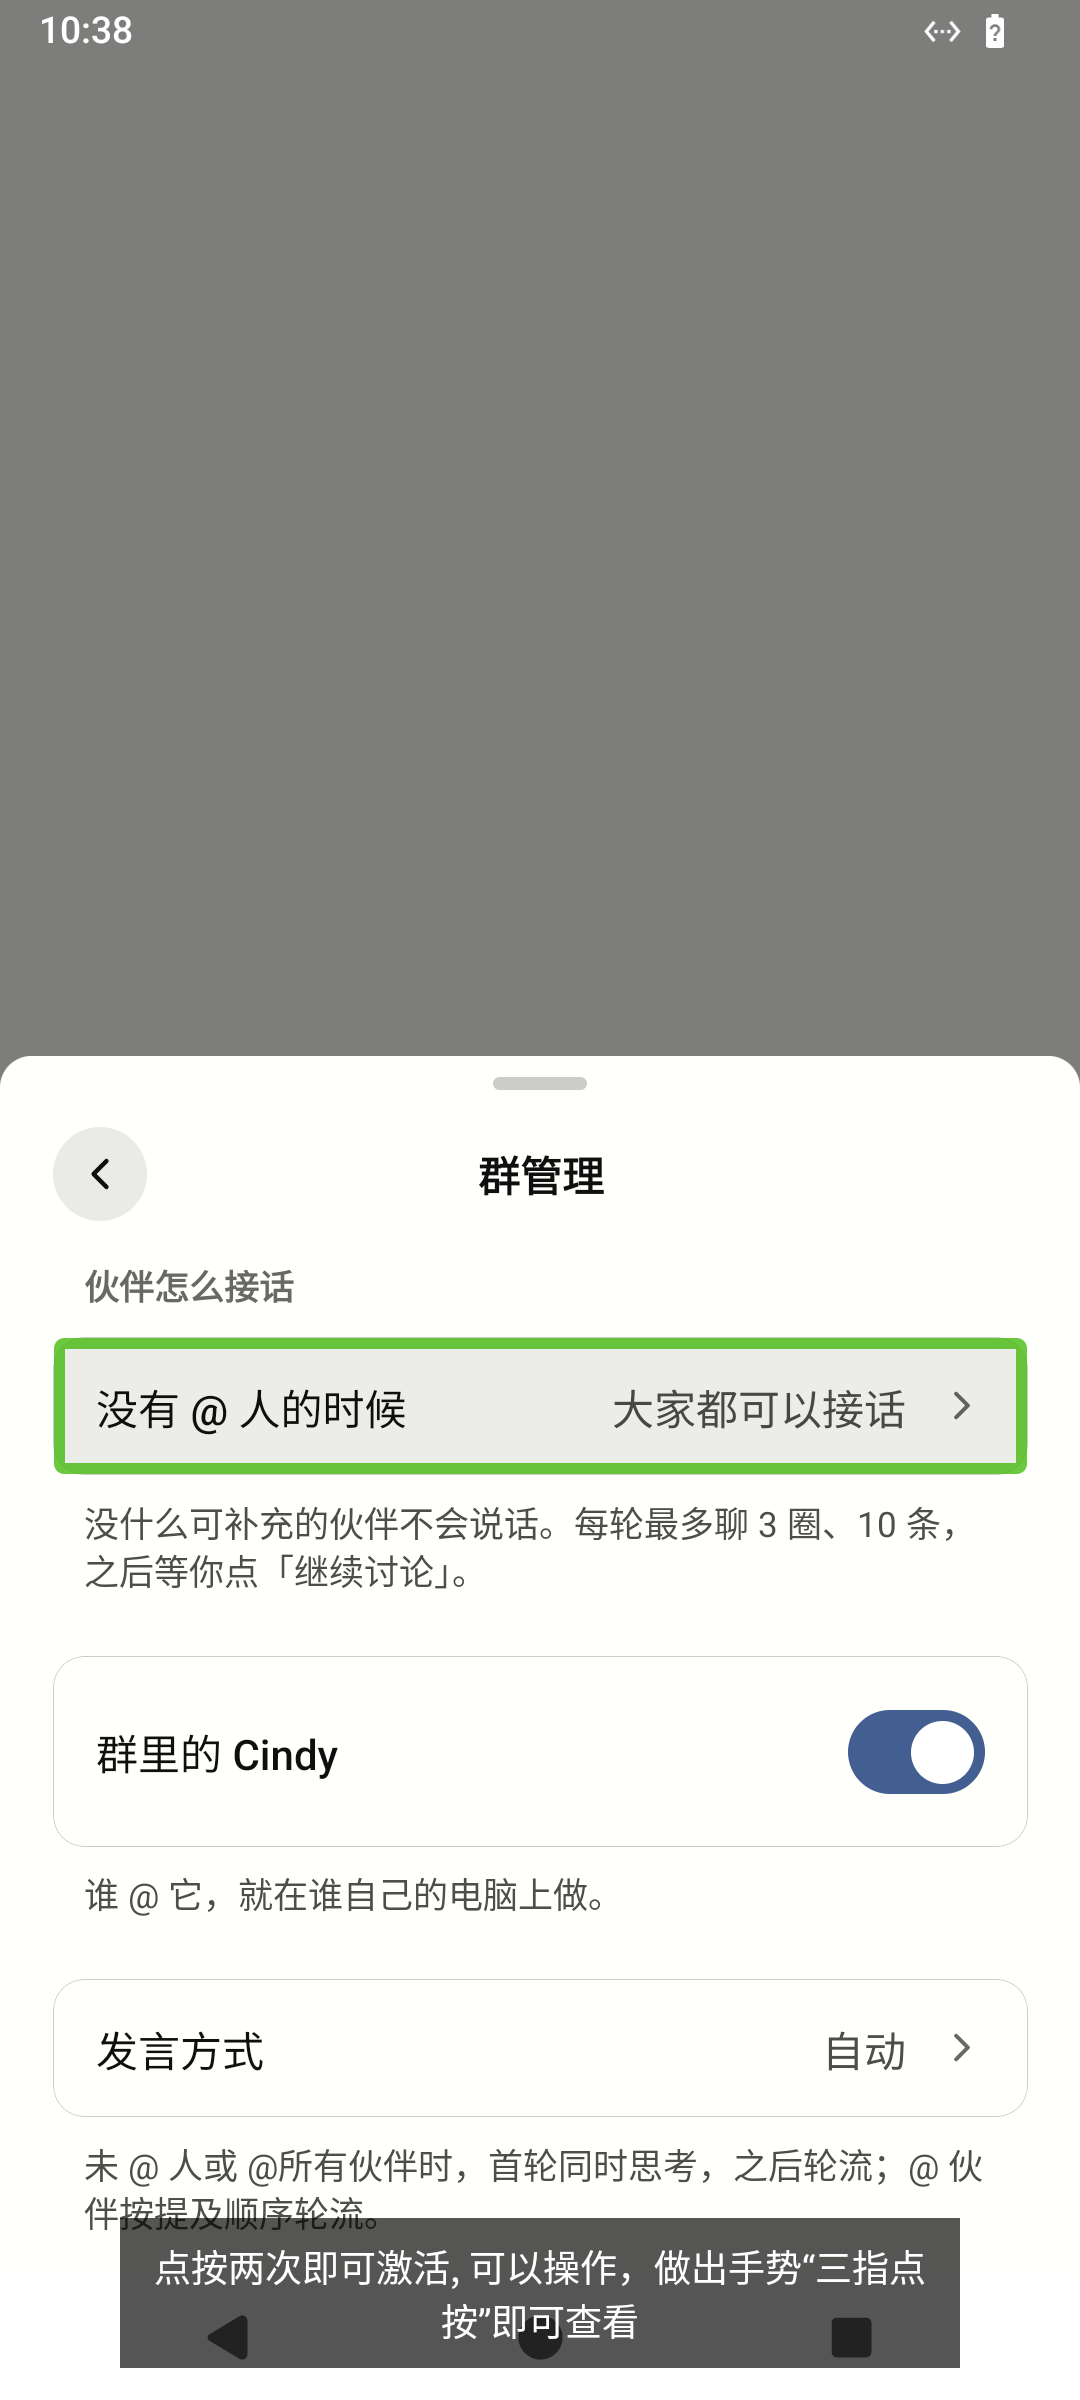 10:38
群管理
伙伴怎么接话
没有 @ 人的时候 大家都可以接话
没什么可补充的伙伴不会说话。每轮最多聊 3 圈、10 条，
之后等你点「继续讨论」。
群里的 Cindy
谁 @ 它，就在谁自己的电脑上做。
发言方式 自动
未 @ 人或 @所有伙伴时，首轮同时思考，之后轮流；@ 伙
伴按提及顺序轮流。
点按两次即可激活, 可以操作，做出手势“三指点
按”即可查看